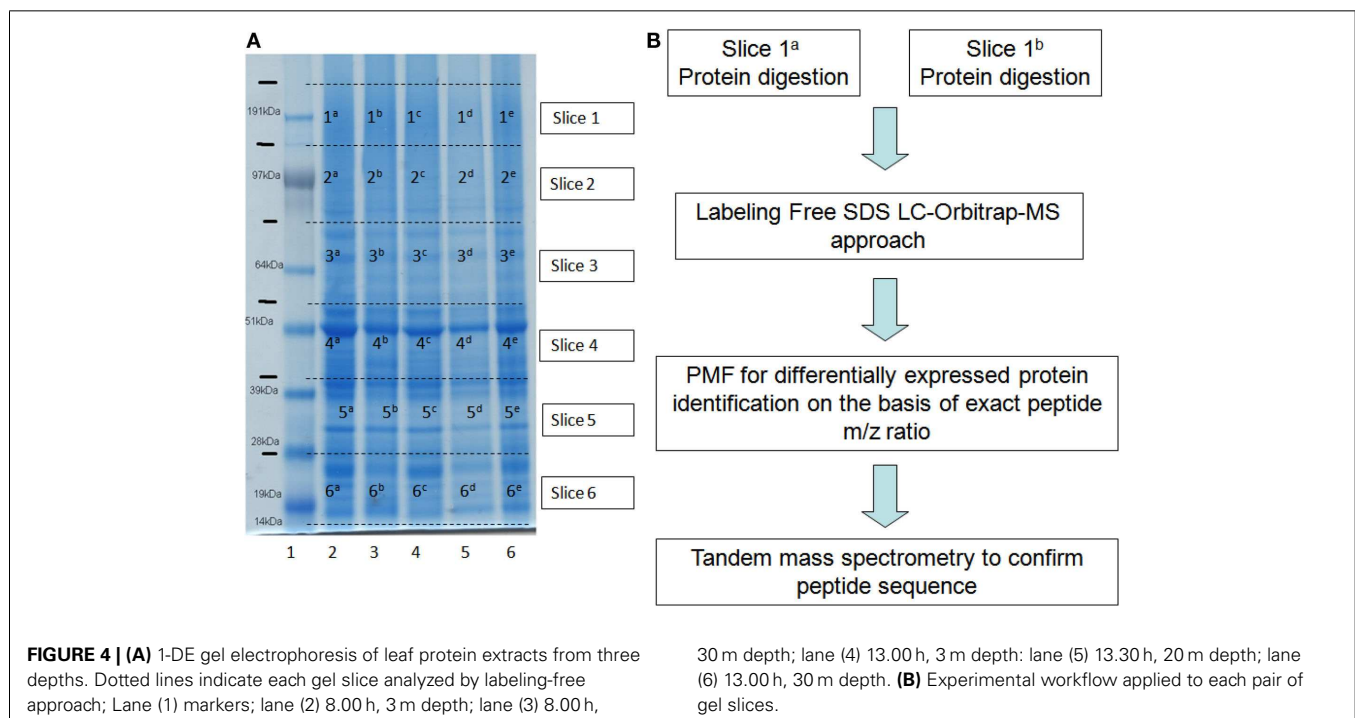 A
191kDa
97kDa
64kDa
51kDa
39kDa
28kDa
19kDa
14kDa
1ᵃ 1ᵇ 1ᶜ 1ᵈ 1ᵉ
2ᵃ 2ᵇ 2ᶜ 2ᵈ 2ᵉ
3ᵃ 3ᵇ 3ᶜ 3ᵈ 3ᵉ
4ᵃ 4ᵇ 4ᶜ 4ᵈ 4ᵉ
5ᵃ 5ᵇ 5ᶜ 5ᵈ 5ᵉ
6ᵃ 6ᵇ 6ᶜ 6ᵈ 6ᵉ
Slice 1
Slice 2
Slice 3
Slice 4
Slice 5
Slice 6
1 2 3 4 5 6
B
Slice 1ᵃ
Protein digestion
Slice 1ᵇ
Protein digestion
Labeling Free SDS LC-Orbitrap-MS
approach
PMF for differentially expressed protein
identification on the basis of exact peptide
m/z ratio
Tandem mass spectrometry to confirm
peptide sequence
FIGURE 4 | (A) 1-DE gel electrophoresis of leaf protein extracts from three
depths. Dotted lines indicate each gel slice analyzed by labeling-free
approach; Lane (1) markers; lane (2) 8.00 h, 3 m depth; lane (3) 8.00 h,
30 m depth; lane (4) 13.00 h, 3 m depth: lane (5) 13.30 h, 20 m depth; lane
(6) 13.00 h, 30 m depth. (B) Experimental workflow applied to each pair of
gel slices.